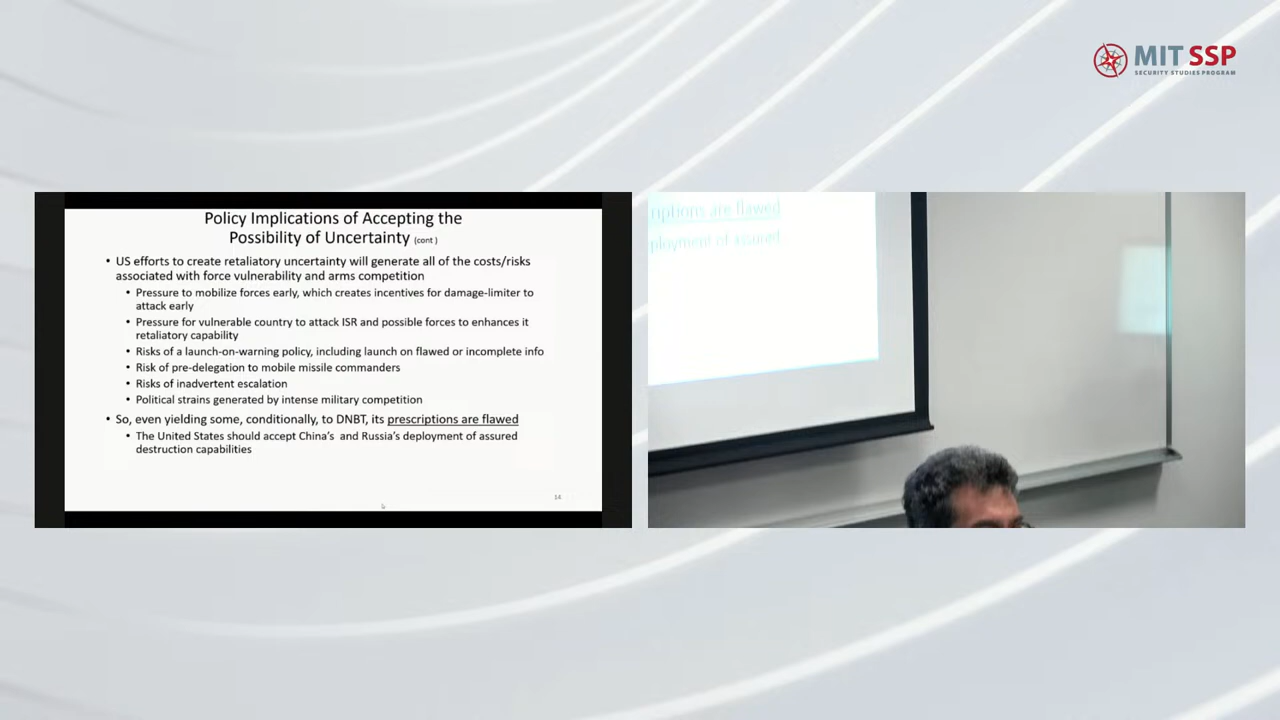 MIT SSP
SECURITY STUDIES PROGRAM
Policy Implications of Accepting the
Possibility of Uncertainty (cont )
• US efforts to create retaliatory uncertainty will generate all of the costs/risks
associated with force vulnerability and arms competition
• Pressure to mobilize forces early, which creates incentives for damage-limiter to
attack early
• Pressure for vulnerable country to attack ISR and possible forces to enhances it
retaliatory capability
• Risks of a launch-on-warning policy, including launch on flawed or incomplete info
• Risk of pre-delegation to mobile missile commanders
• Risks of inadvertent escalation
• Political strains generated by intense military competition
• So, even yielding some, conditionally, to DNBT, its prescriptions are flawed
• The United States should accept China's and Russia's deployment of assured
destruction capabilities
14
riptions are flawed
ployment of assured